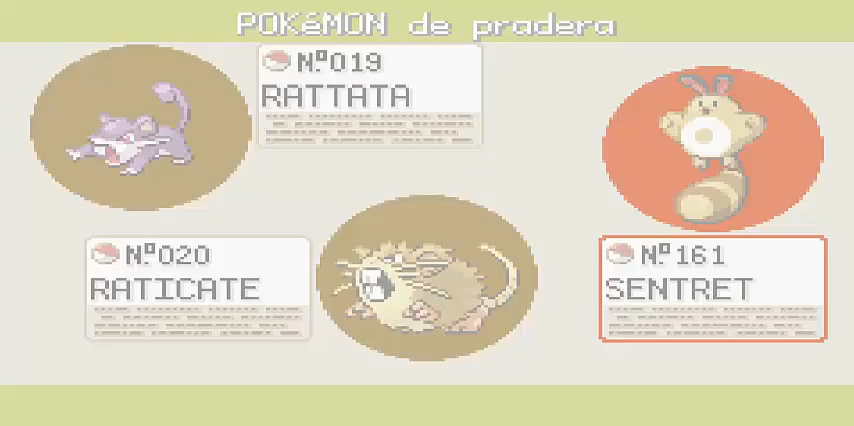 POKéMON de pradera
Nº019
RATTATA
Nº020
RATICATE
Nº161
SENTRET